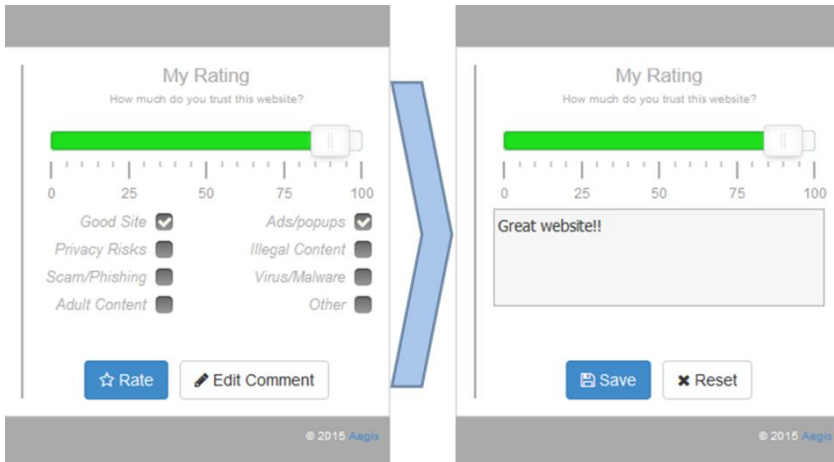 My Rating
How much do you trust this website?
0 25 50 75 100
Good Site Ads/popups
Privacy Risks Illegal Content
Scam/Phishing Virus/Malware
Adult Content Other
Rate Edit Comment
© 2015 Aegis
My Rating
How much do you trust this website?
0 25 50 75 100
Great website!!
Save Reset
© 2015 Aegis